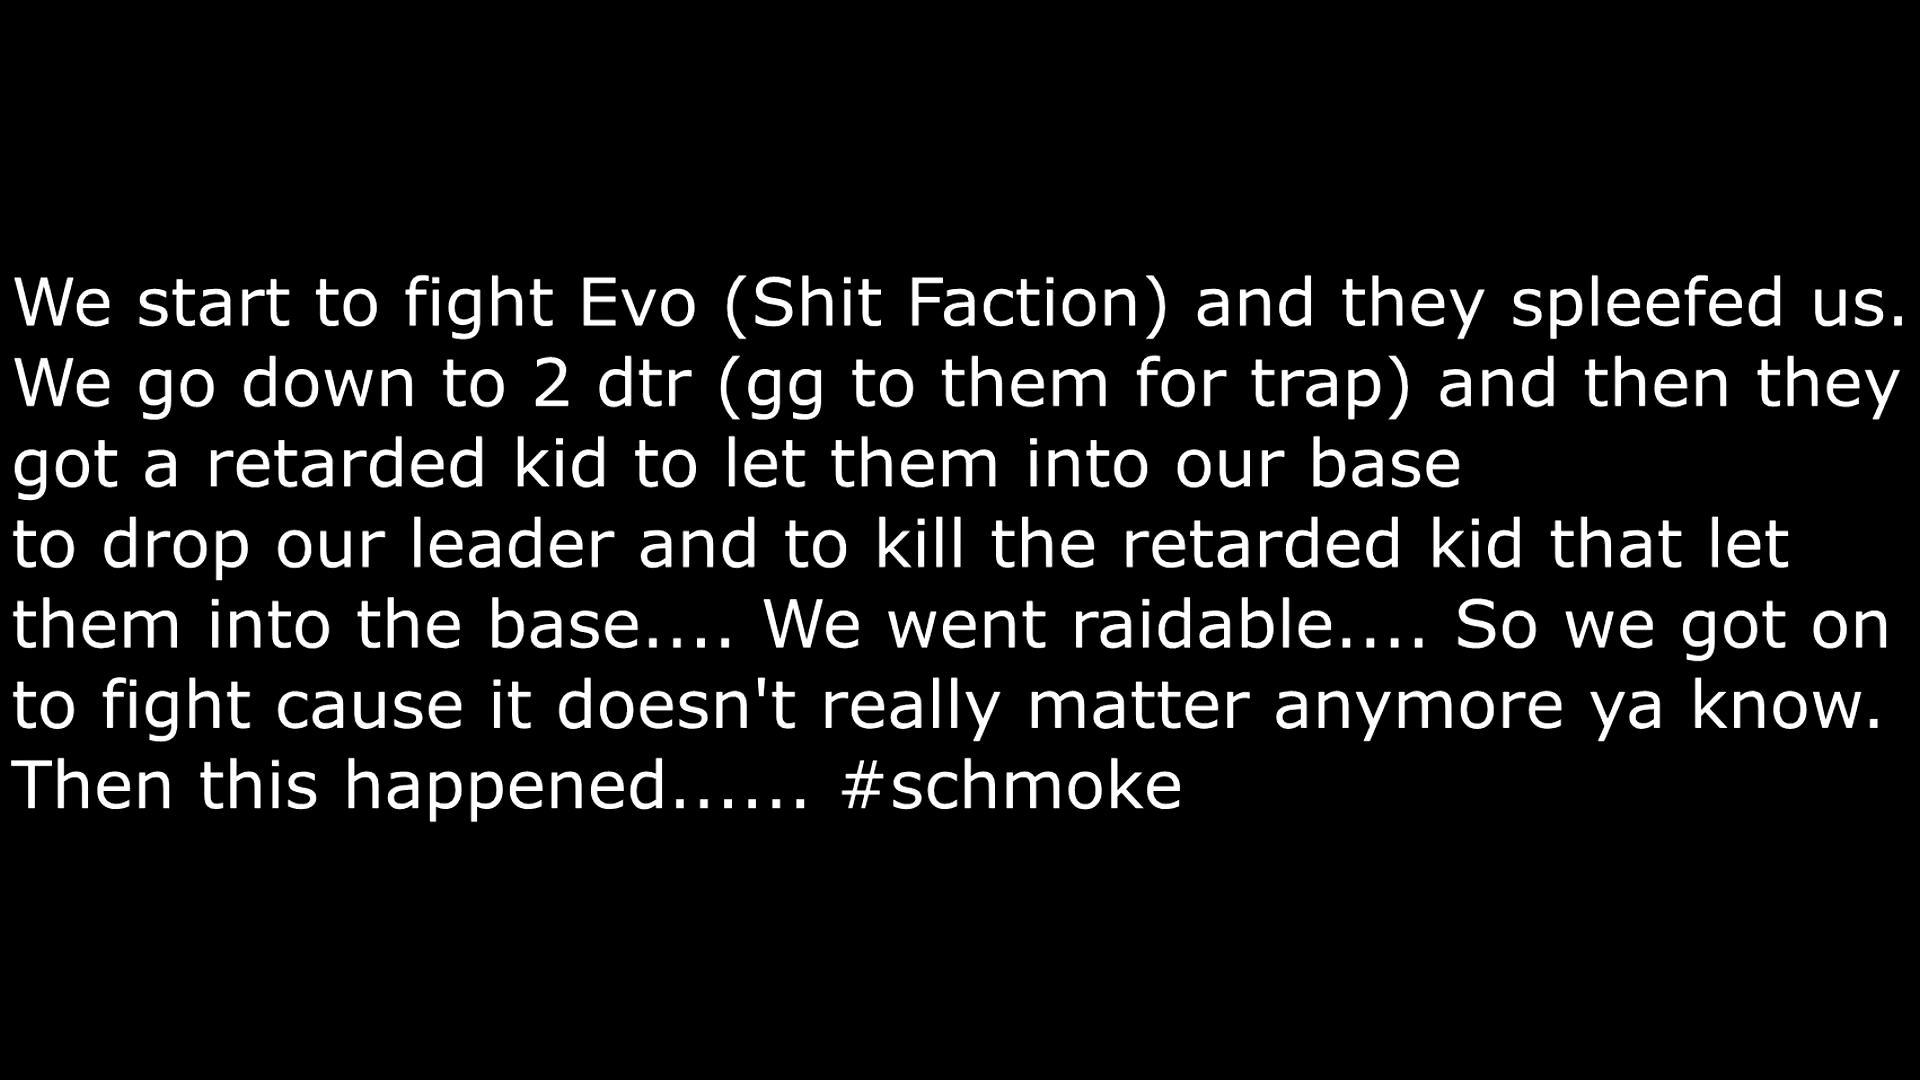 We start to fight Evo (Shit Faction) and they spleefed us.
We go down to 2 dtr (gg to them for trap) and then they
got a retarded kid to let them into our base
to drop our leader and to kill the retarded kid that let
them into the base.... We went raidable.... So we got on
to fight cause it doesn't really matter anymore ya know.
Then this happened...... #schmoke